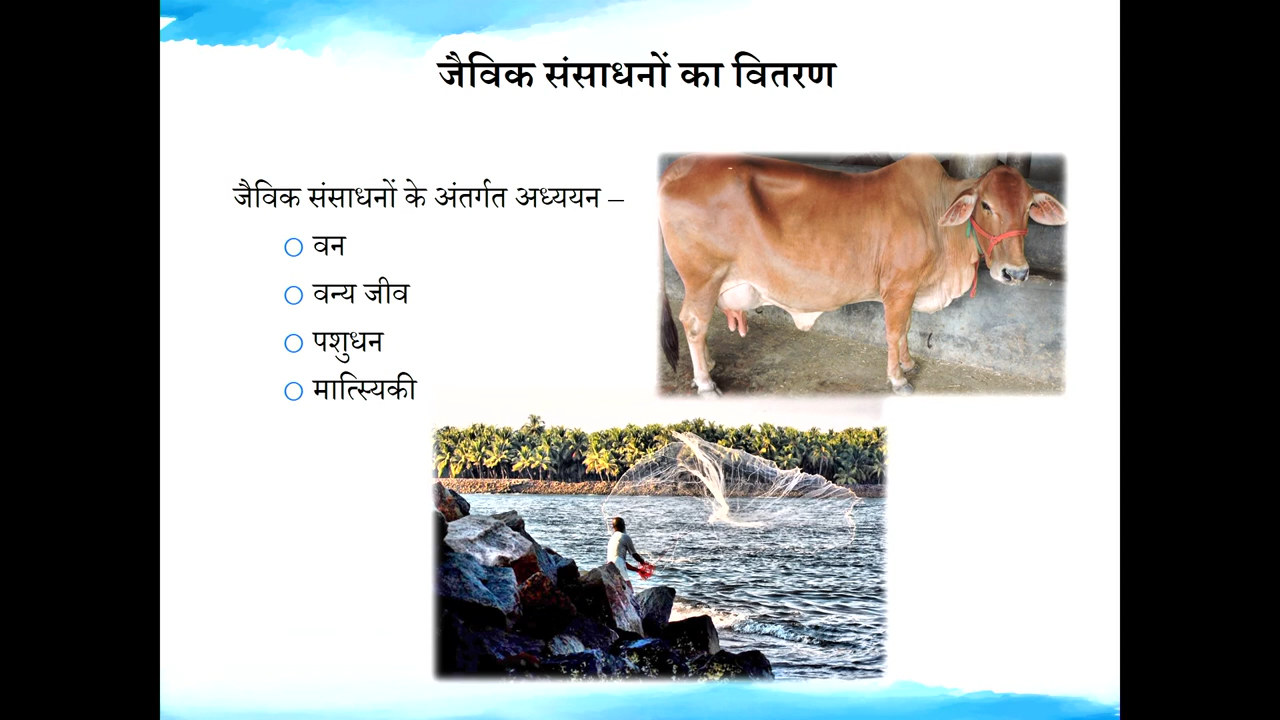 जैविक संसाधनों का वितरण
जैविक संसाधनों के अंतर्गत अध्ययन –
वन
वन्य जीव
पशुधन
मात्स्यिकी